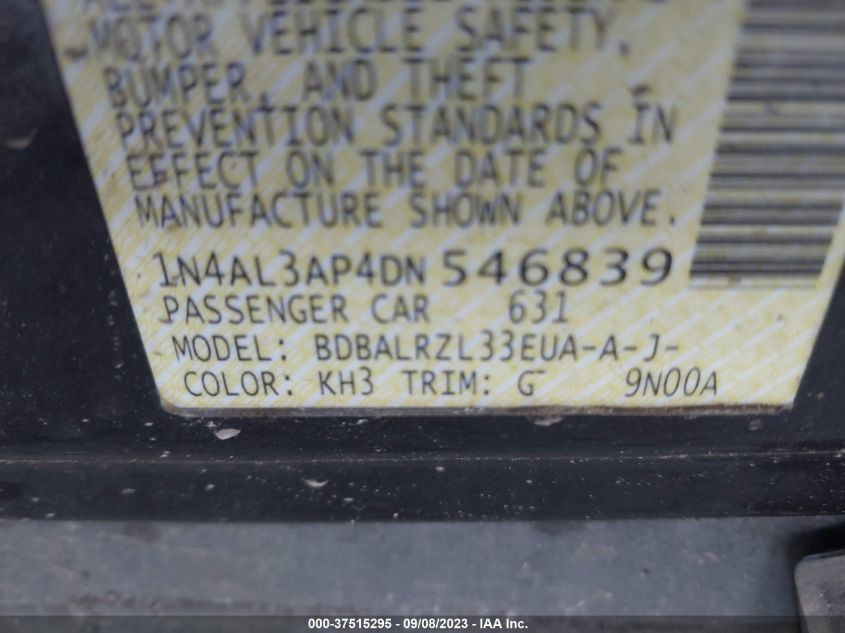 MOTOR VEHICLE SAFETY,
BUMPER, AND THEFT
PREVENTION STANDARDS IN
EFFECT ON THE DATE OF
MANUFACTURE SHOWN ABOVE.
1N4AL3AP4DN 546839
PASSENGER CAR 631
MODEL: BDBALRZL33EUA-A-J-
COLOR: KH3 TRIM: G 9N00A
000-37515295 - 09/08/2023 - IAA Inc.